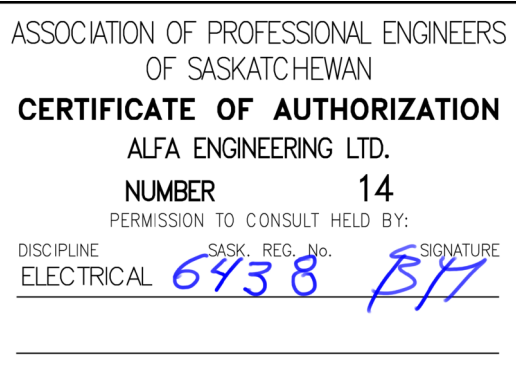 ASSOCIATION OF PROFESSIONAL ENGINEERS
OF SASKATCHEWAN
CERTIFICATE OF AUTHORIZATION
ALFA ENGINEERING LTD.
NUMBER 14
PERMISSION TO CONSULT HELD BY:
DISCIPLINE SASK. REG. No. SIGNATURE
ELECTRICAL 6438 BM